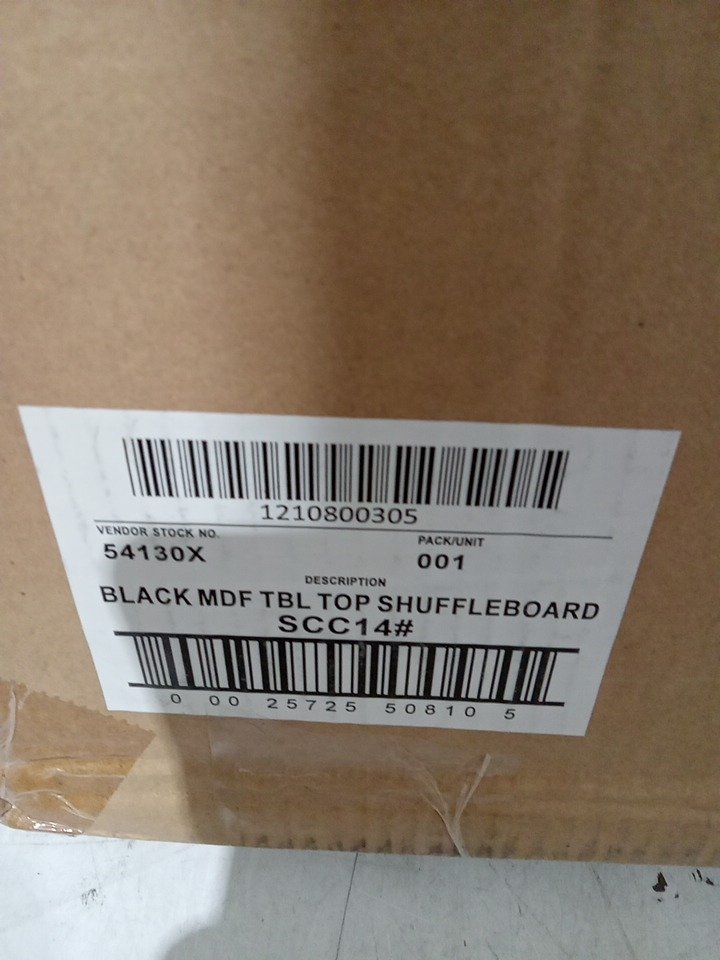 1210800305
VENDOR STOCK NO. PACK/UNIT
54130X 001
DESCRIPTION
BLACK MDF TBL TOP SHUFFLEBOARD
SCC14#
0 00 25725 50810 5